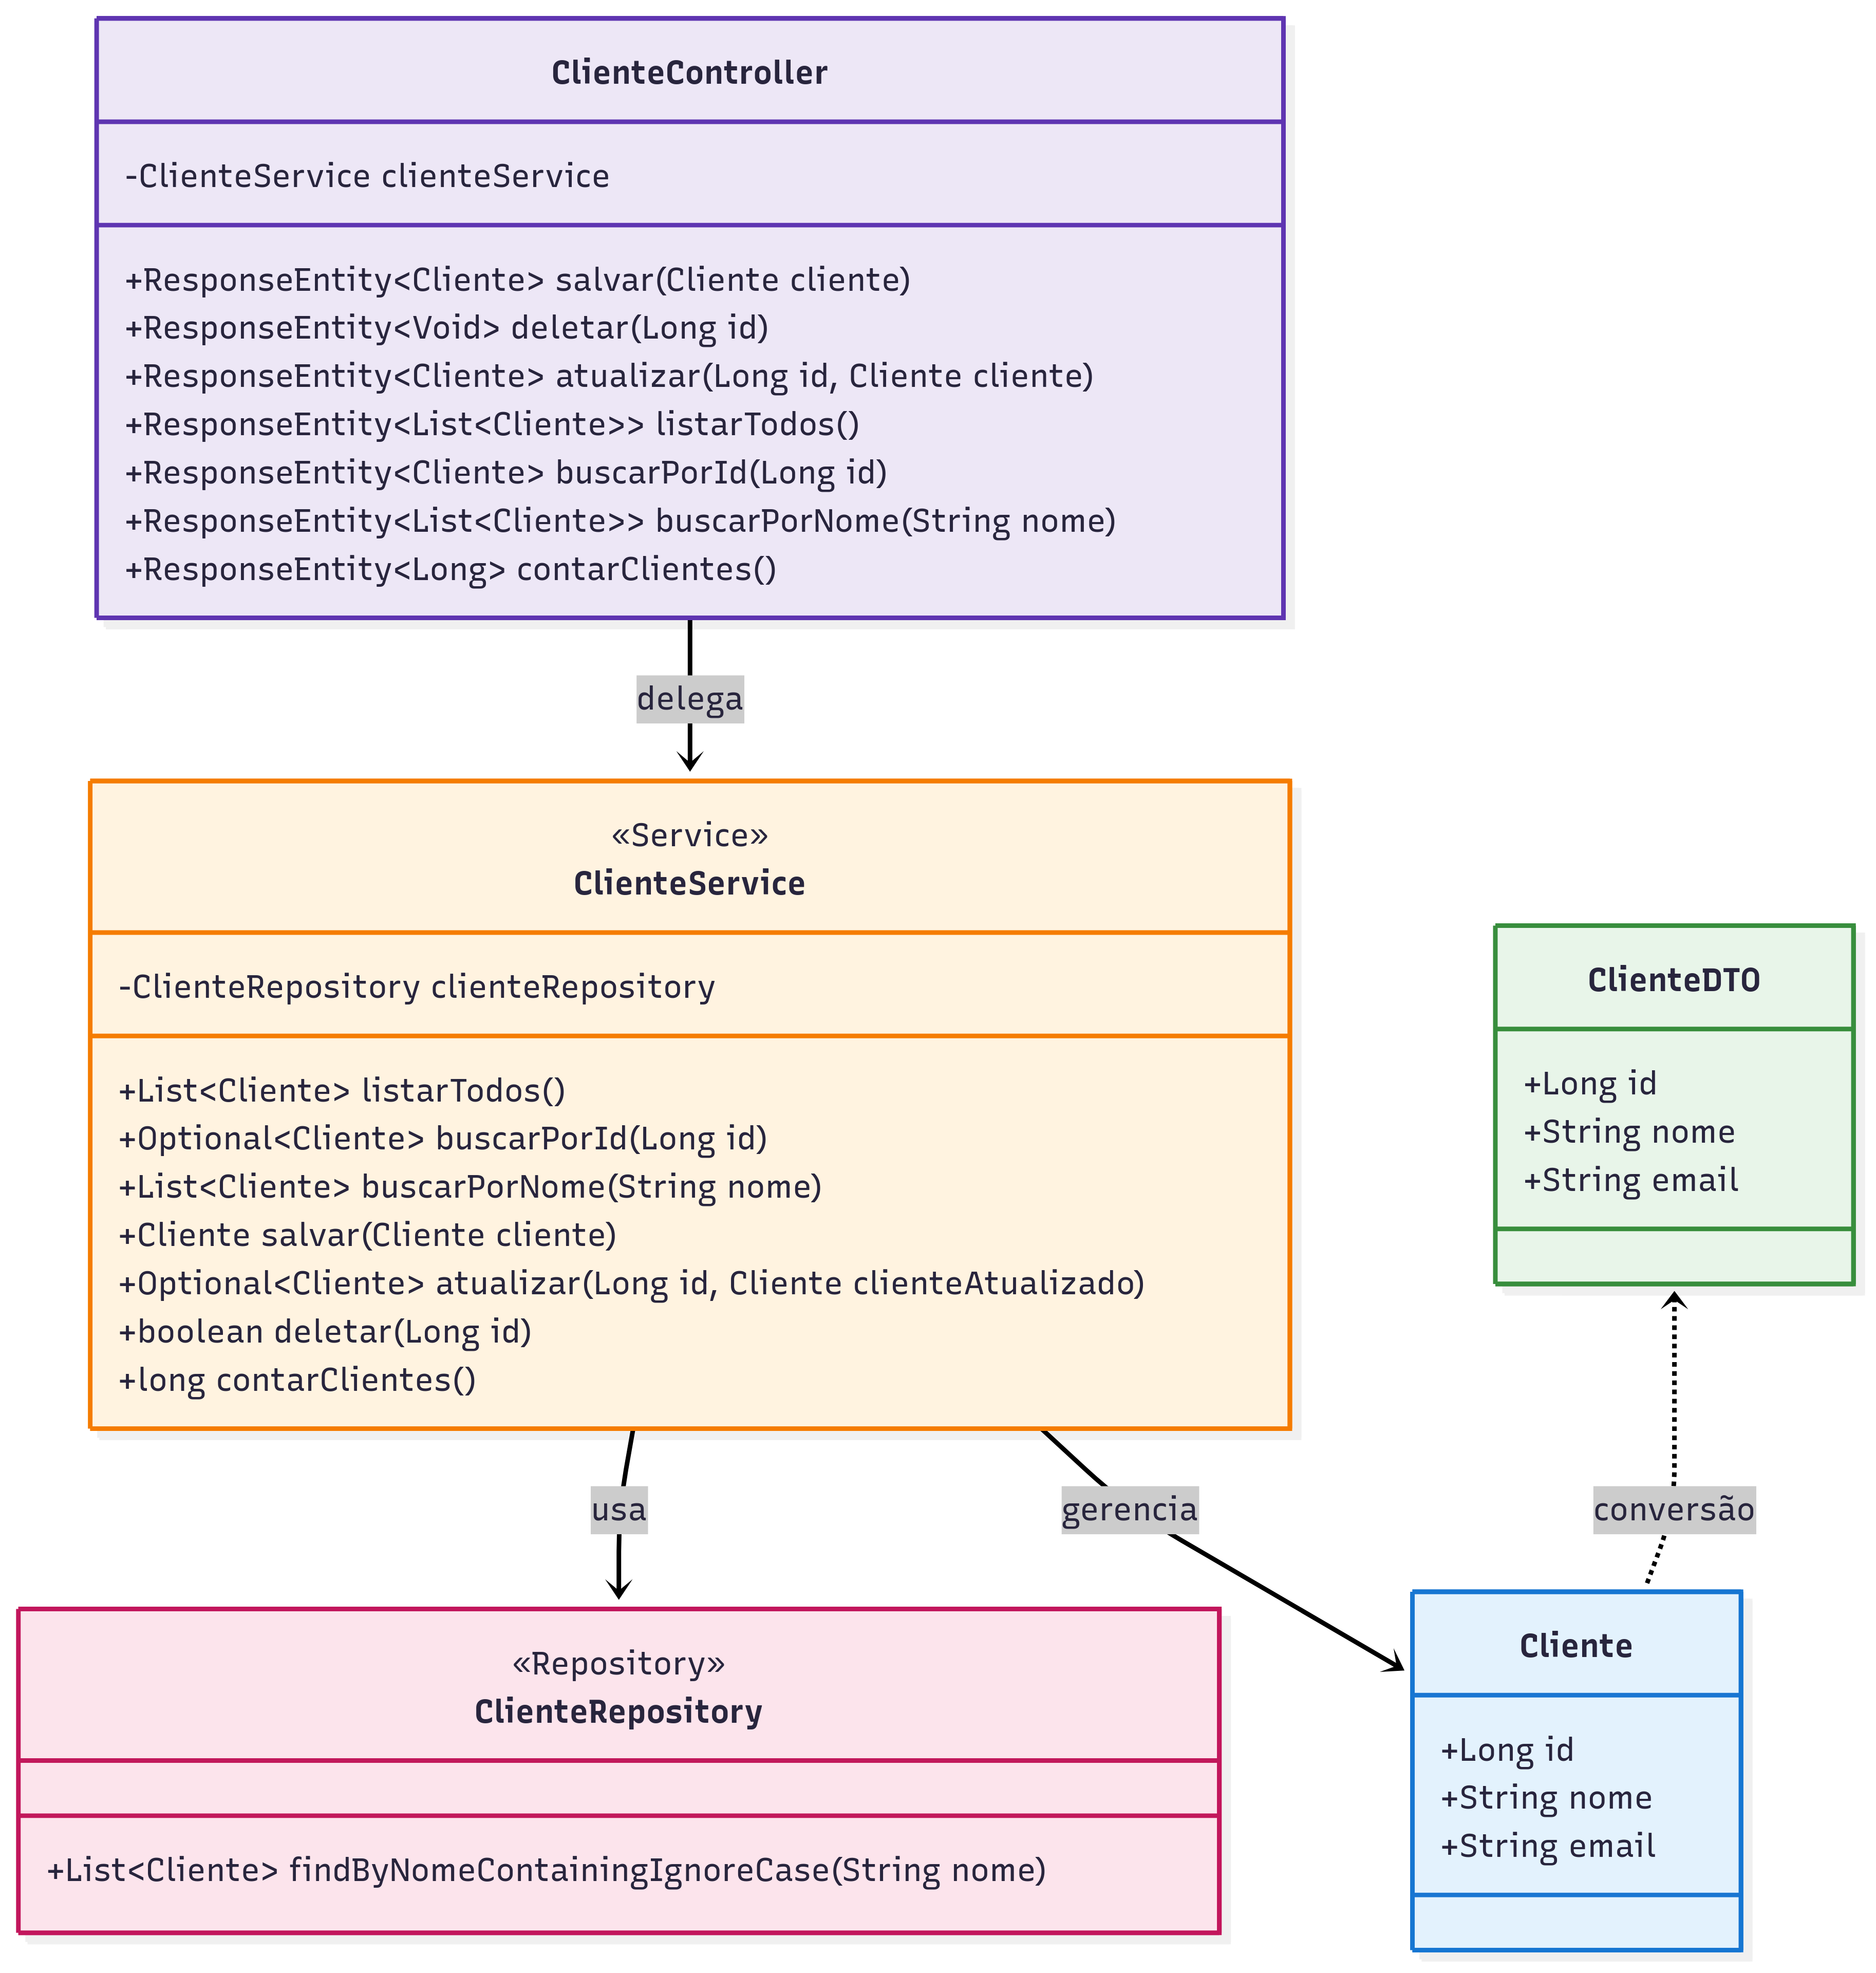 ClienteController
-ClienteService clienteService
+ResponseEntity<Cliente> salvar(Cliente cliente)
+ResponseEntity<Void> deletar(Long id)
+ResponseEntity<Cliente> atualizar(Long id, Cliente cliente)
+ResponseEntity<List<Cliente>> listarTodos()
+ResponseEntity<Cliente> buscarPorId(Long id)
+ResponseEntity<List<Cliente>> buscarPorNome(String nome)
+ResponseEntity<Long> contarClientes()
delega
«Service»
ClienteService
-ClienteRepository clienteRepository
+List<Cliente> listarTodos()
+Optional<Cliente> buscarPorId(Long id)
+List<Cliente> buscarPorNome(String nome)
+Cliente salvar(Cliente cliente)
+Optional<Cliente> atualizar(Long id, Cliente clienteAtualizado)
+boolean deletar(Long id)
+long contarClientes()
ClienteDTO
+Long id
+String nome
+String email
usa
gerencia
conversão
«Repository»
ClienteRepository
+List<Cliente> findByNomeContainingIgnoreCase(String nome)
Cliente
+Long id
+String nome
+String email